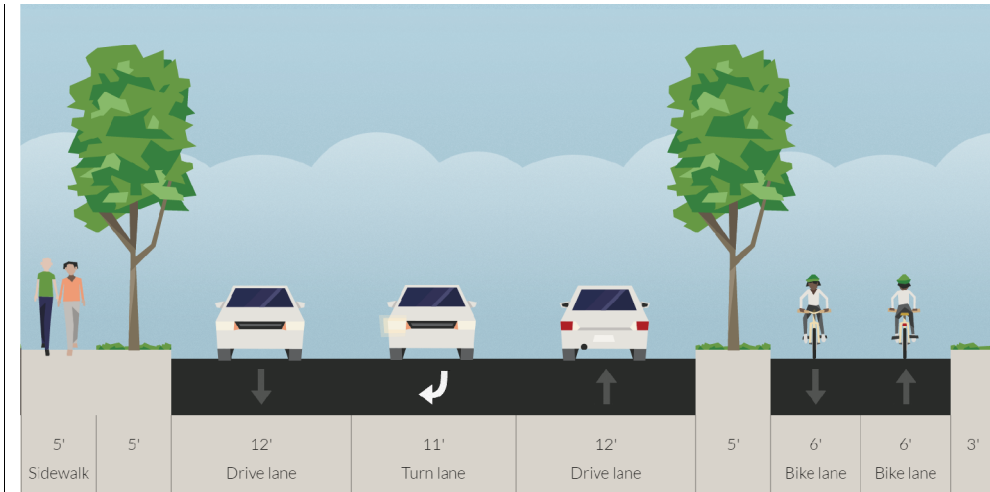 5' 5' 12' 11' 12' 5' 6' 6' 3'
Sidewalk Drive lane Turn lane Drive lane Bike lane Bike lane